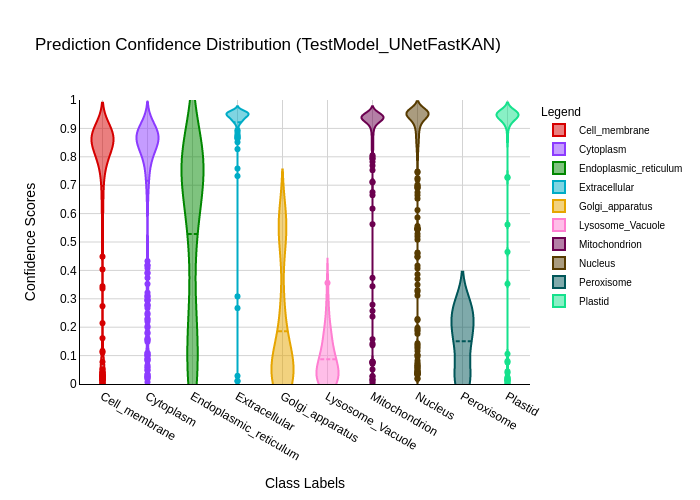 Prediction Confidence Distribution (TestModel_UNetFastKAN)
Legend
Cell_membrane
Cytoplasm
Endoplasmic_reticulum
Extracellular
Golgi_apparatus
Lysosome_Vacuole
Mitochondrion
Nucleus
Peroxisome
Plastid
Confidence Scores
1
0.9
0.8
0.7
0.6
0.5
0.4
0.3
0.2
0.1
0
Cell_membrane
Cytoplasm
Endoplasmic_reticulum
Extracellular
Golgi_apparatus
Lysosome_Vacuole
Mitochondrion
Nucleus
Peroxisome
Plastid
Class Labels